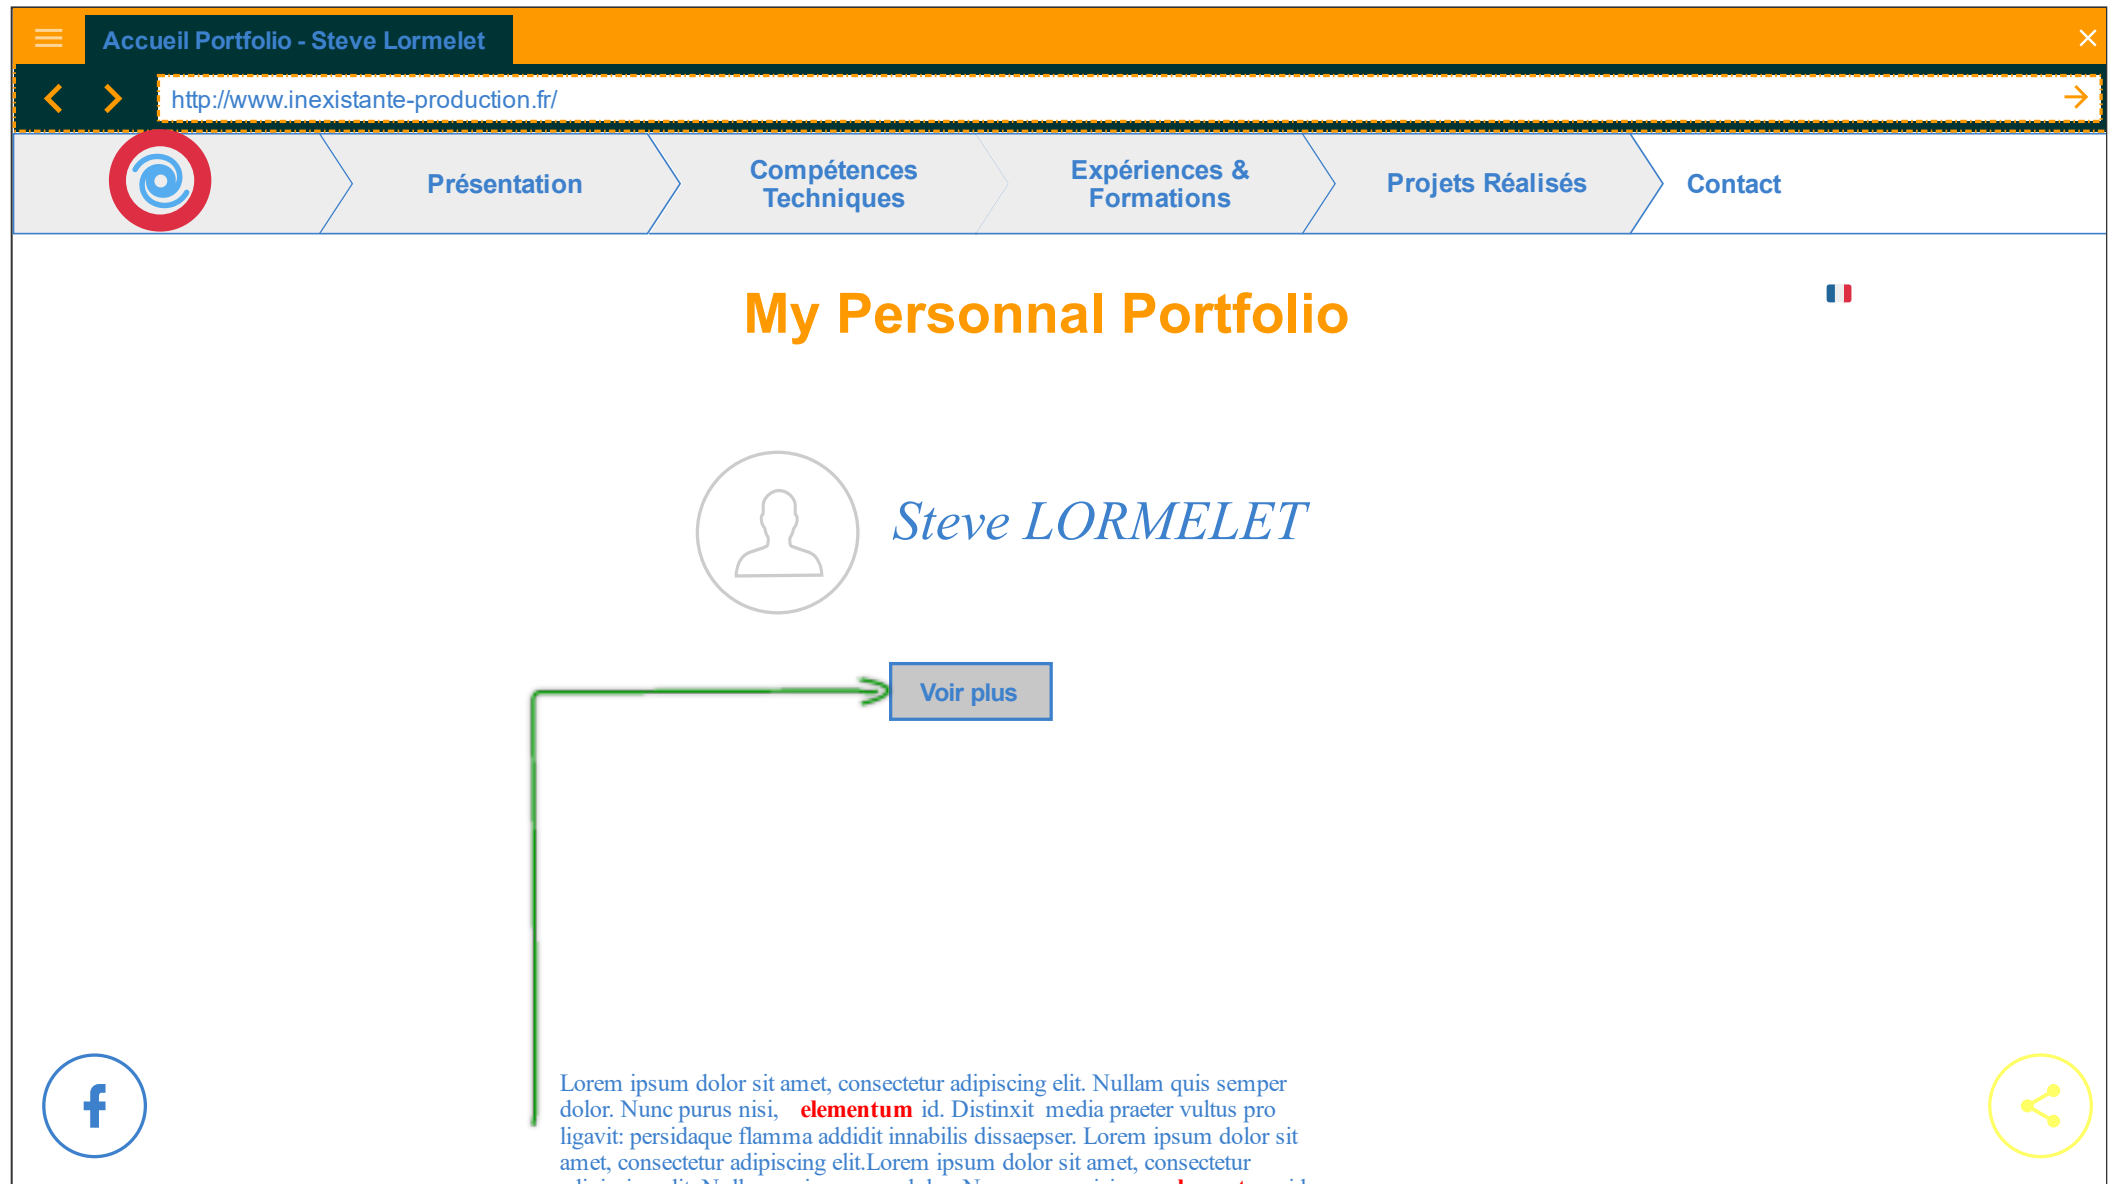 Accueil Portfolio - Steve Lormelet
http://www.inexistante-production.fr/
Présentation
Compétences
Techniques
Expériences &
Formations
Projets Réalisés
Contact
My Personnal Portfolio
Steve LORMELET
Voir plus
Lorem ipsum dolor sit amet, consectetur adipiscing elit. Nullam quis semper
dolor. Nunc purus nisi, elementum id. Distinxit media praeter vultus pro
ligavit: persidaque flamma addidit innabilis dissaepser. Lorem ipsum dolor sit
amet, consectetur adipiscing elit.Lorem ipsum dolor sit amet, consectetur